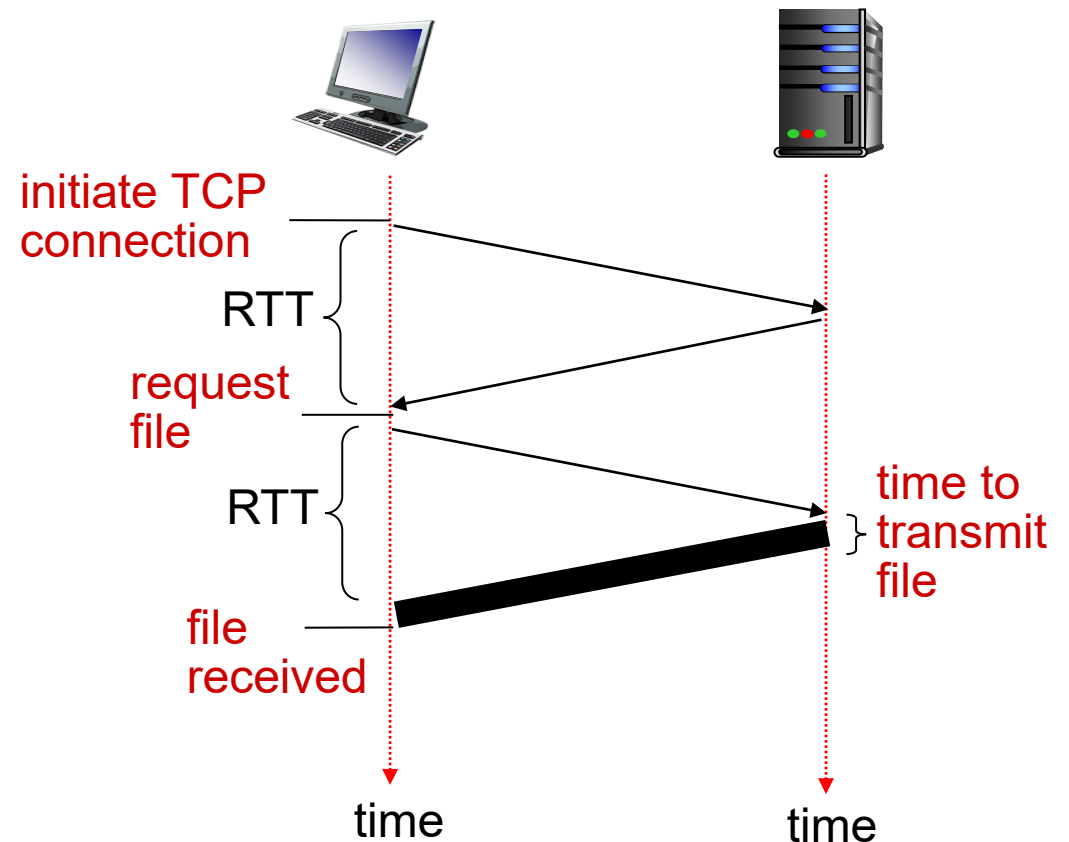 initiate TCP
connection
RTT
request
file
RTT
time to
transmit
file
file
received
time
time